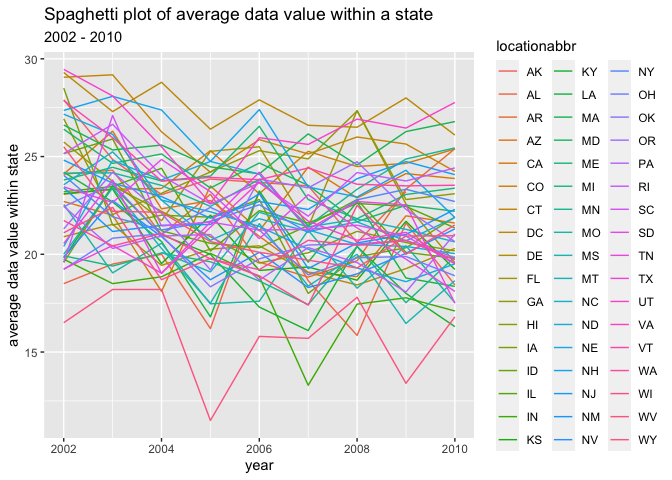 Spaghetti plot of average data value within a state
2002 - 2010
average data value within state
30
25
20
15
2002 2004 2006 2008 2010
year
locationabbr
AK KY NY
AL LA OH
AR MA OK
AZ MD OR
CA ME PA
CO MI RI
CT MN SC
DC MO SD
DE MS TN
FL MT TX
GA NC UT
HI ND VA
IA NE VT
ID NH WA
IL NJ WI
IN NM WV
KS NV WY